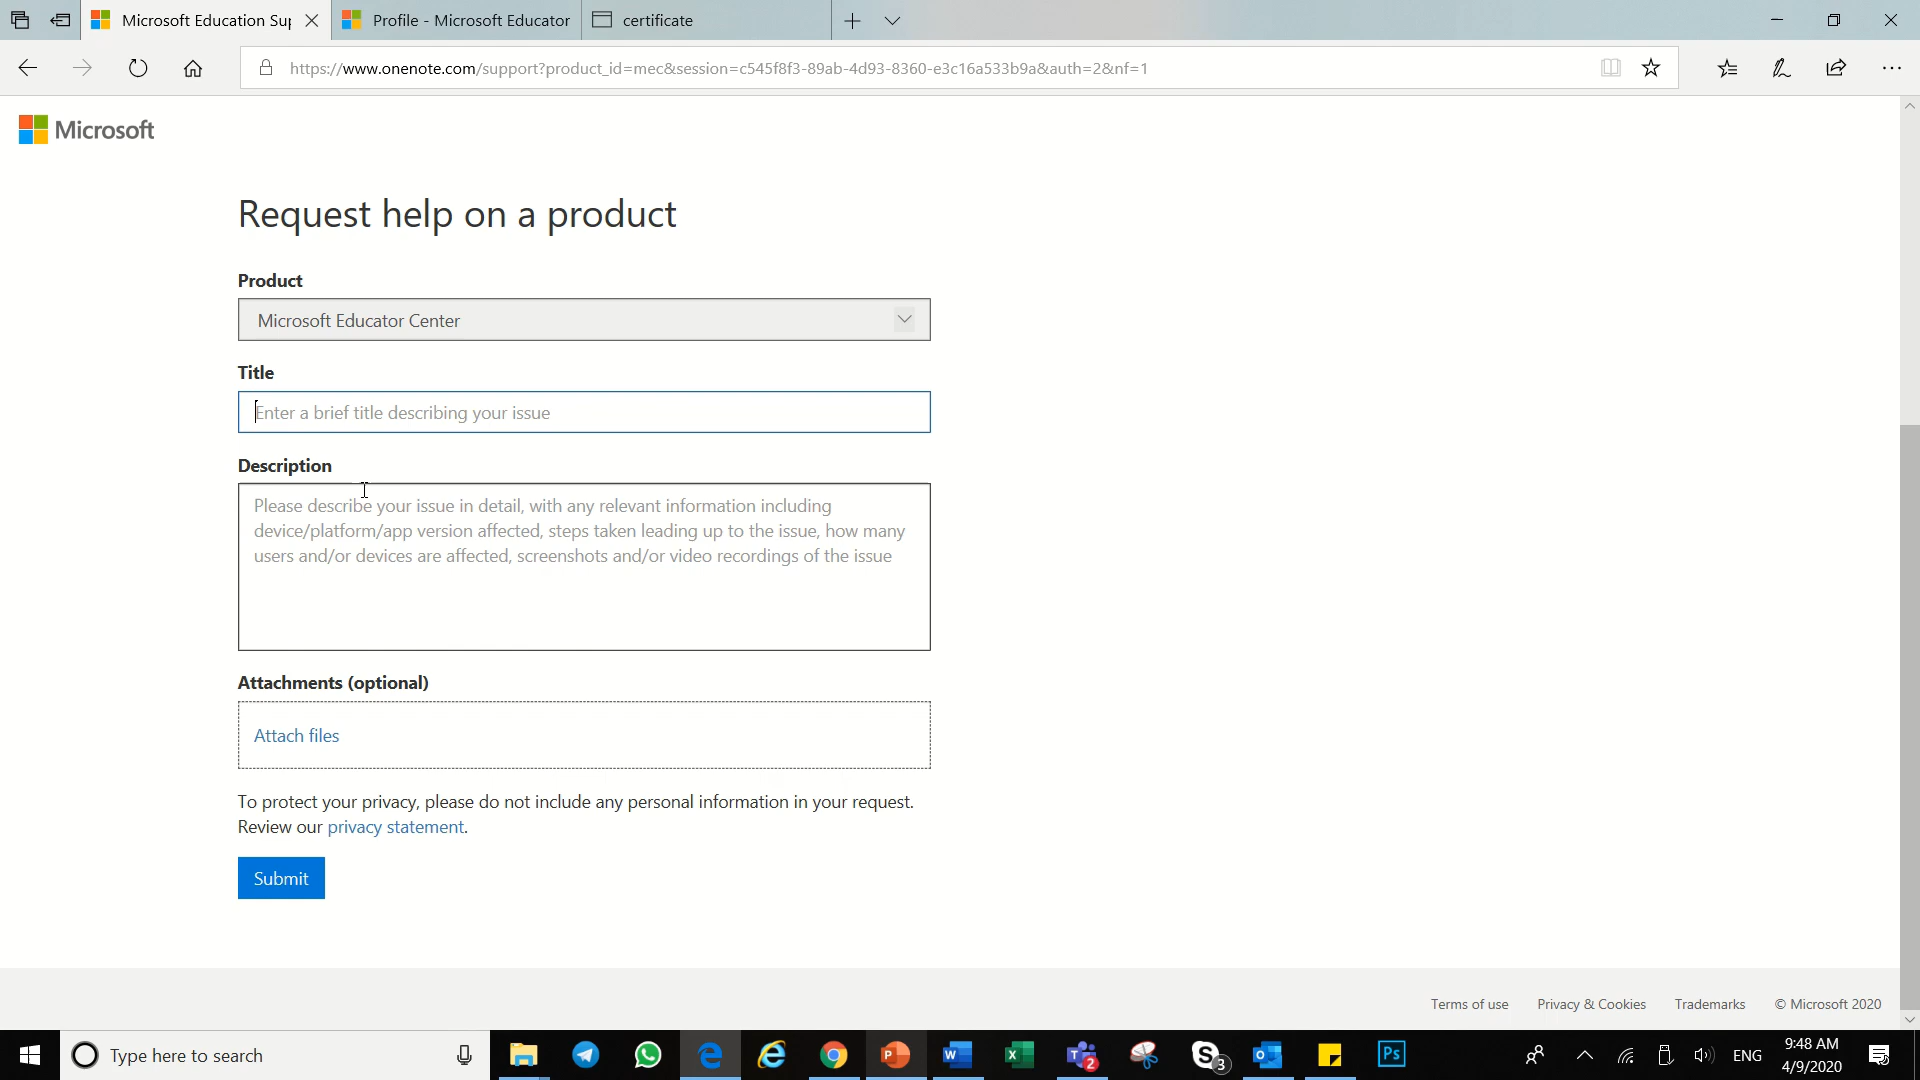 Microsoft Education Sup
Profile - Microsoft Educator
certificate
https://www.onenote.com/support?product_id=mec&session=c545f8f3-89ab-4d93-8360-e3c16a533b9a&auth=2&nf=1
Microsoft
Request help on a product
Product
Microsoft Educator Center
Title
Enter a brief title describing your issue
Description
Please describe your issue in detail, with any relevant information including
device/platform/app version affected, steps taken leading up to the issue, how many
users and/or devices are affected, screenshots and/or video recordings of the issue
Attachments (optional)
Attach files
To protect your privacy, please do not include any personal information in your request.
Review our privacy statement.
Submit
Terms of use Privacy & Cookies Trademarks © Microsoft 2020
Type here to search
P
W
X
T
2
S
3
O
Ps
ENG
9:48 AM
4/9/2020